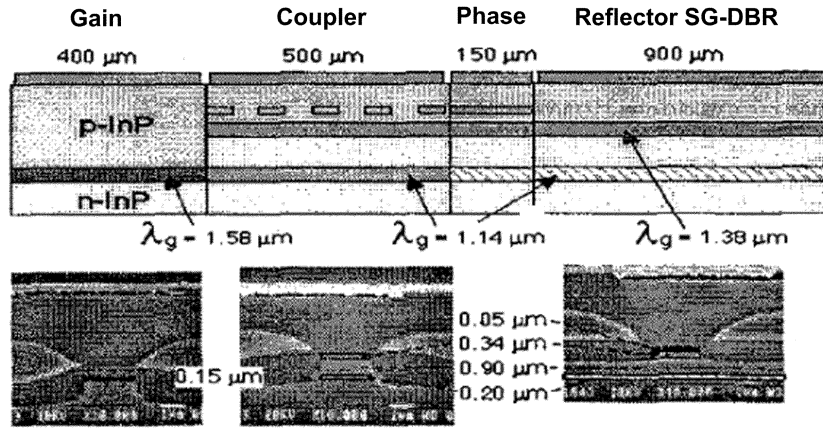 Gain Coupler Phase Reflector SG-DBR
400 μm 500 μm 150 μm 900 μm
p-InP
n-InP
λg = 1.58 μm λg = 1.14 μm λg = 1.38 μm
0.05 μm
0.34 μm
0.15 μm
0.90 μm
0.20 μm